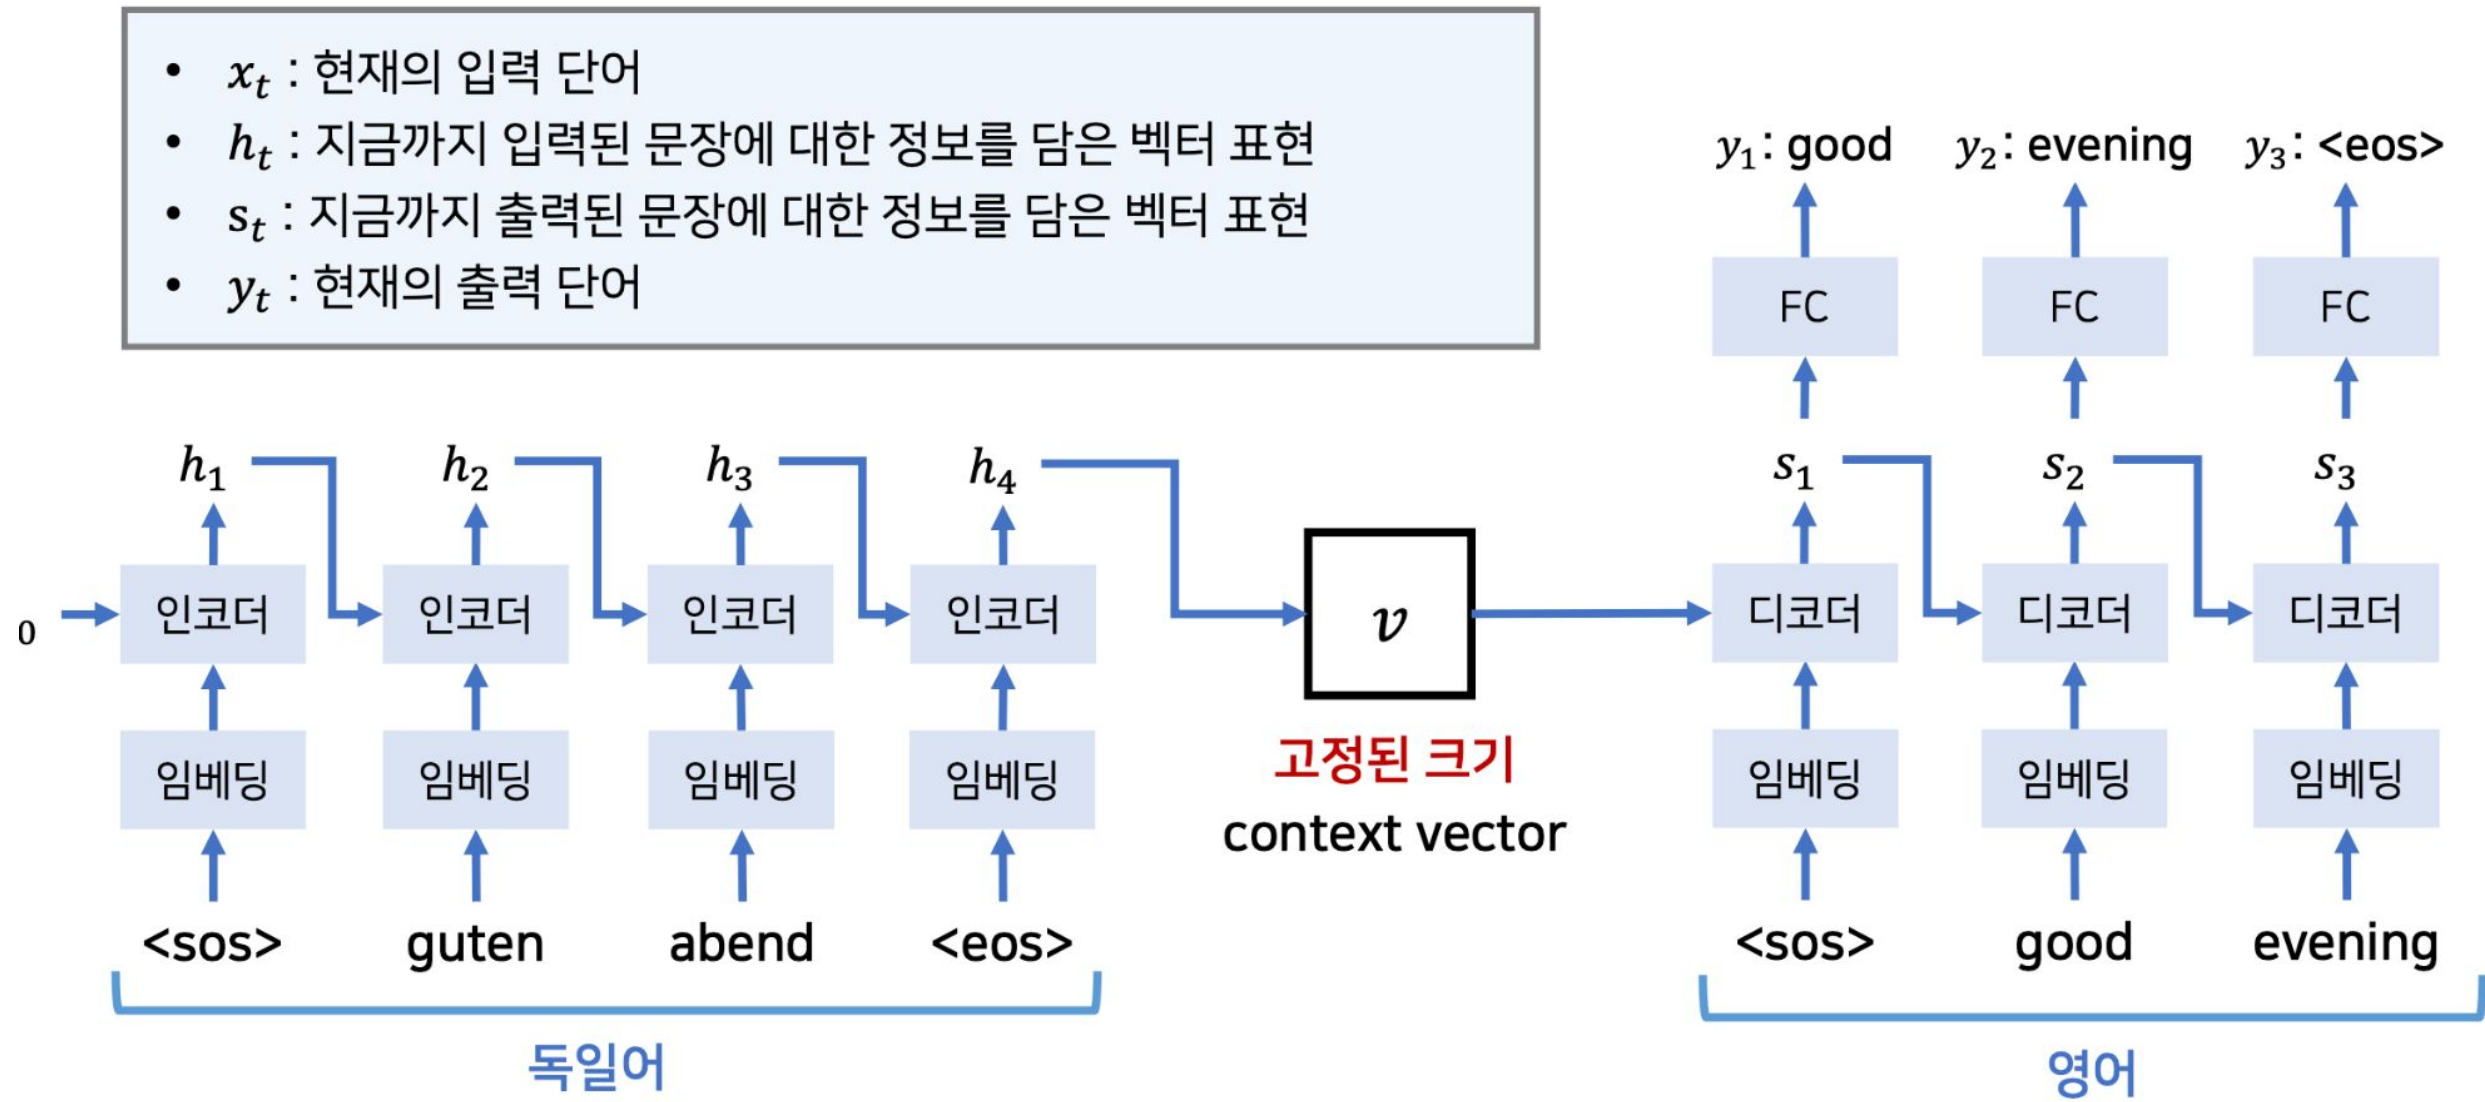 • xₜ : 현재의 입력 단어
• hₜ : 지금까지 입력된 문장에 대한 정보를 담은 벡터 표현
• sₜ : 지금까지 출력된 문장에 대한 정보를 담은 벡터 표현
• yₜ : 현재의 출력 단어
y₁: good y₂: evening y₃: <eos>
FC FC FC
h₁ h₂ h₃ h₄ s₁ s₂ s₃
0 인코더 인코더 인코더 인코더 v 디코더 디코더 디코더
임베딩 임베딩 임베딩 임베딩 고정된 크기 임베딩 임베딩 임베딩
context vector
<sos> guten abend <eos> <sos> good evening
독일어 영어